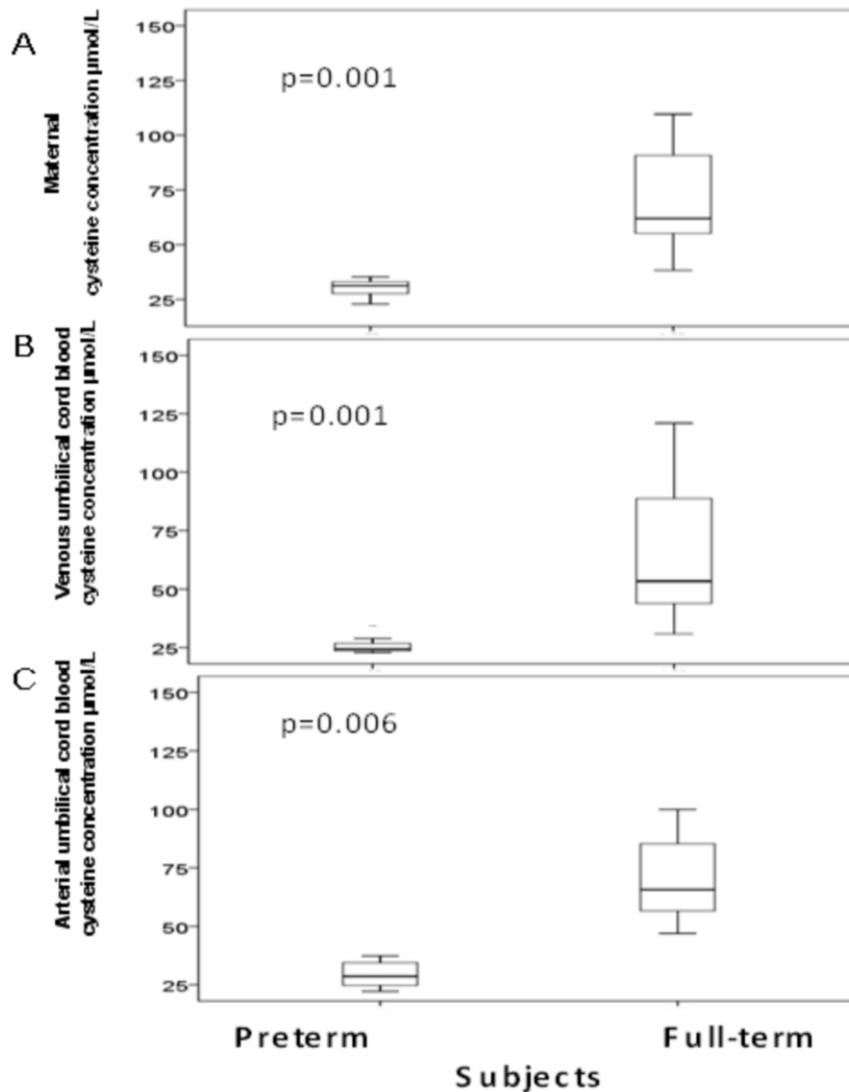 A
Maternal
cysteine concentration µmol/L
150
125
100
75
50
25
p=0.001
B
Venous umbilical cord blood
cysteine concentration µmol/L
150
125
100
75
50
25
p=0.001
C
Arterial umbilical cord blood
cysteine concentration µmol/L
150
125
100
75
50
25
p=0.006
Preterm Full-term
Subjects